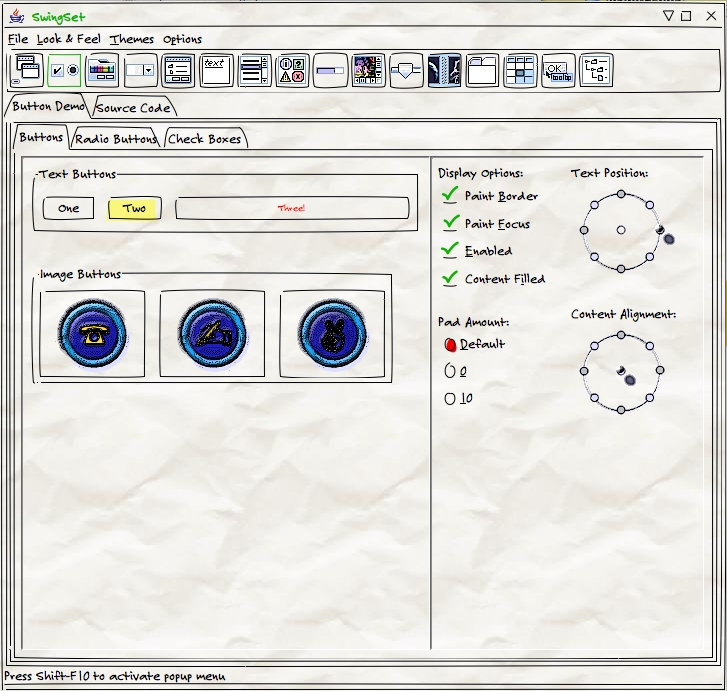 SwingSet
File Look & Feel Themes Options
text
OK
tooltip
Button Demo Source Code
Buttons Radio Buttons Check Boxes
Text Buttons
One Two Three!
Image Buttons
Display Options:
Paint Border
Paint Focus
Enabled
Content Filled
Text Position:
Pad Amount:
Default
0
10
Content Alignment:
Press Shift-F10 to activate popup menu